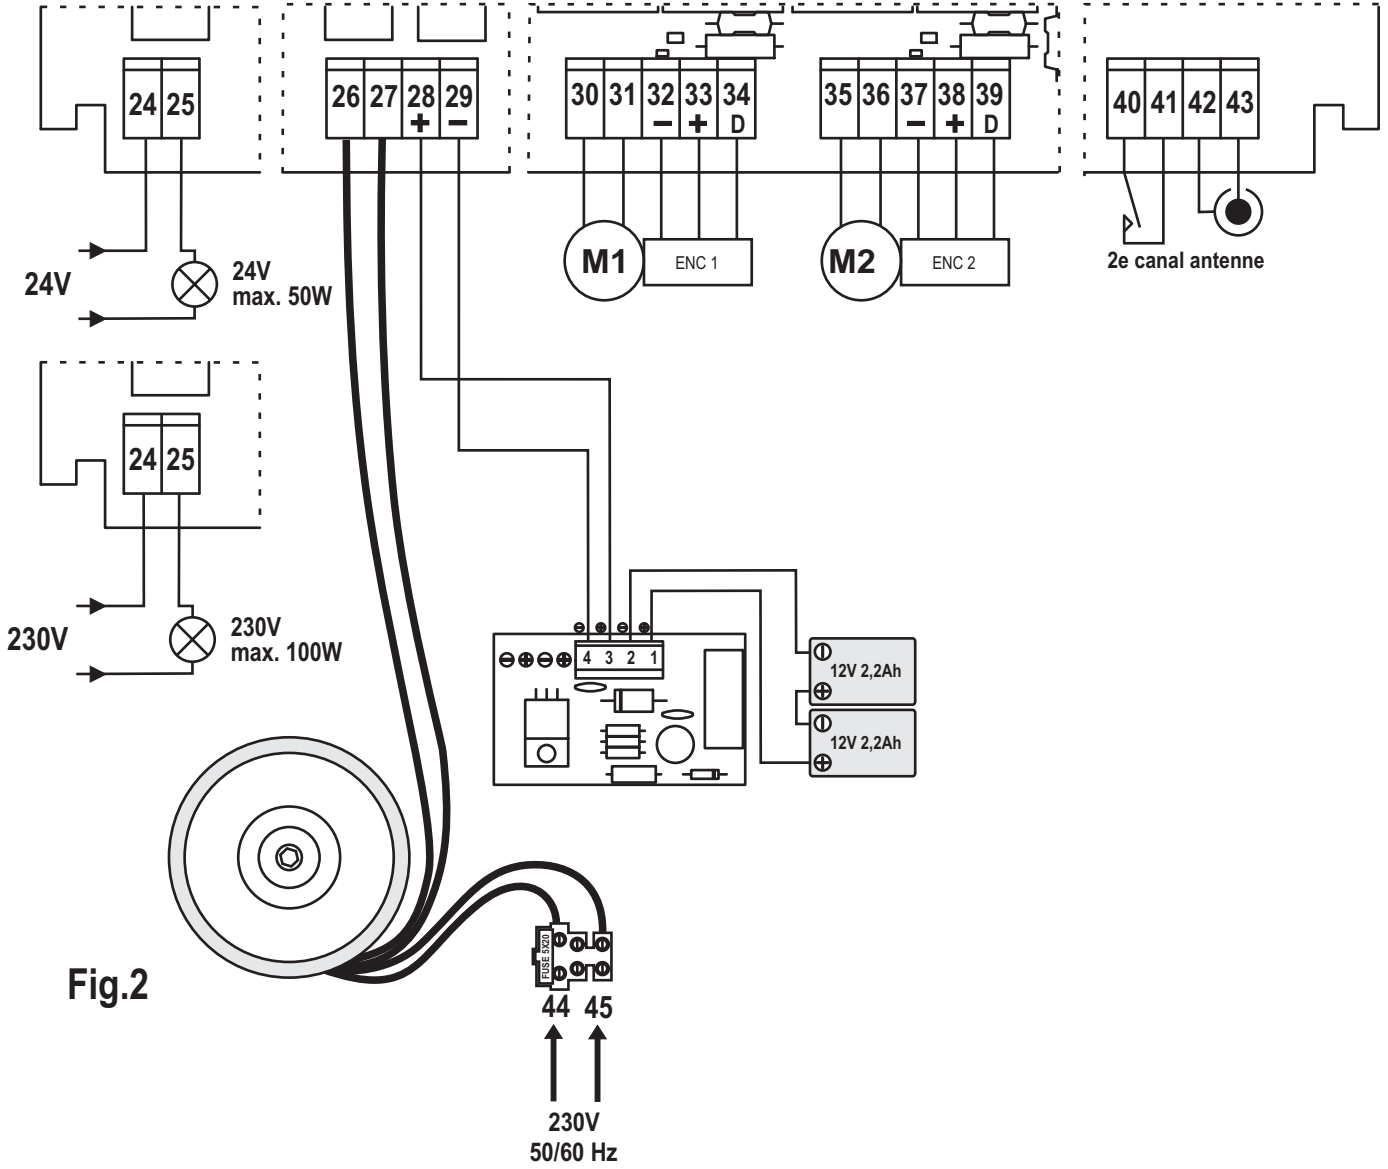 24 25
26 27 28 29
+ −
30 31 32 33 34
− + D
35 36 37 38 39
− + D
40 41 42 43
24V
24V
max. 50W
M1
ENC 1
M2
ENC 2
2e canal antenne
24 25
230V
230V
max. 100W
4 3 2 1
12V 2,2Ah
12V 2,2Ah
FUSE 5X20
Fig.2
44 45
230V
50/60 Hz